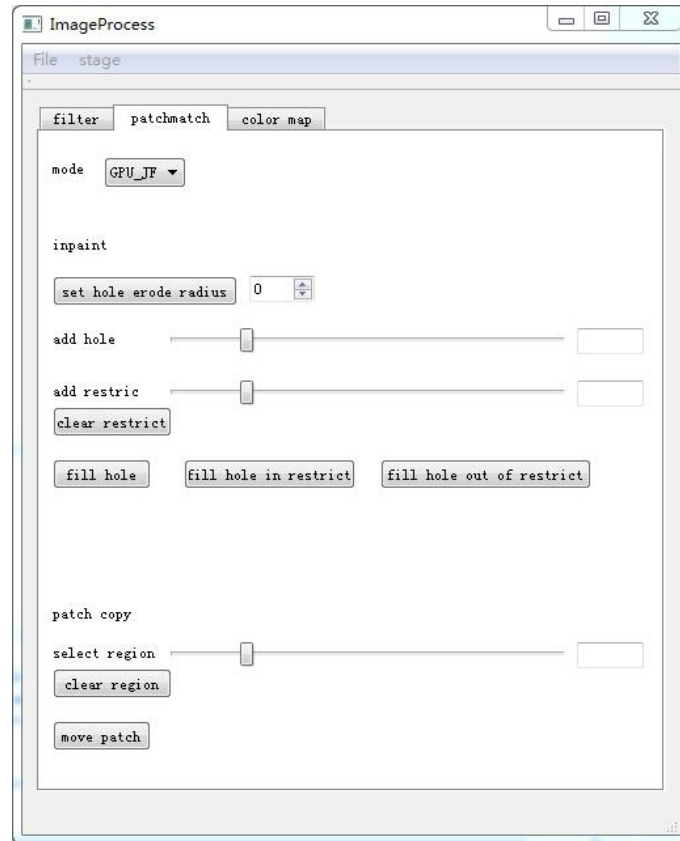 ImageProcess
File stage
filter patchmatch color map
mode GPU_JF
inpaint
set hole erode radius 0
add hole
add restric
clear restrict
fill hole fill hole in restrict fill hole out of restrict
patch copy
select region
clear region
move patch